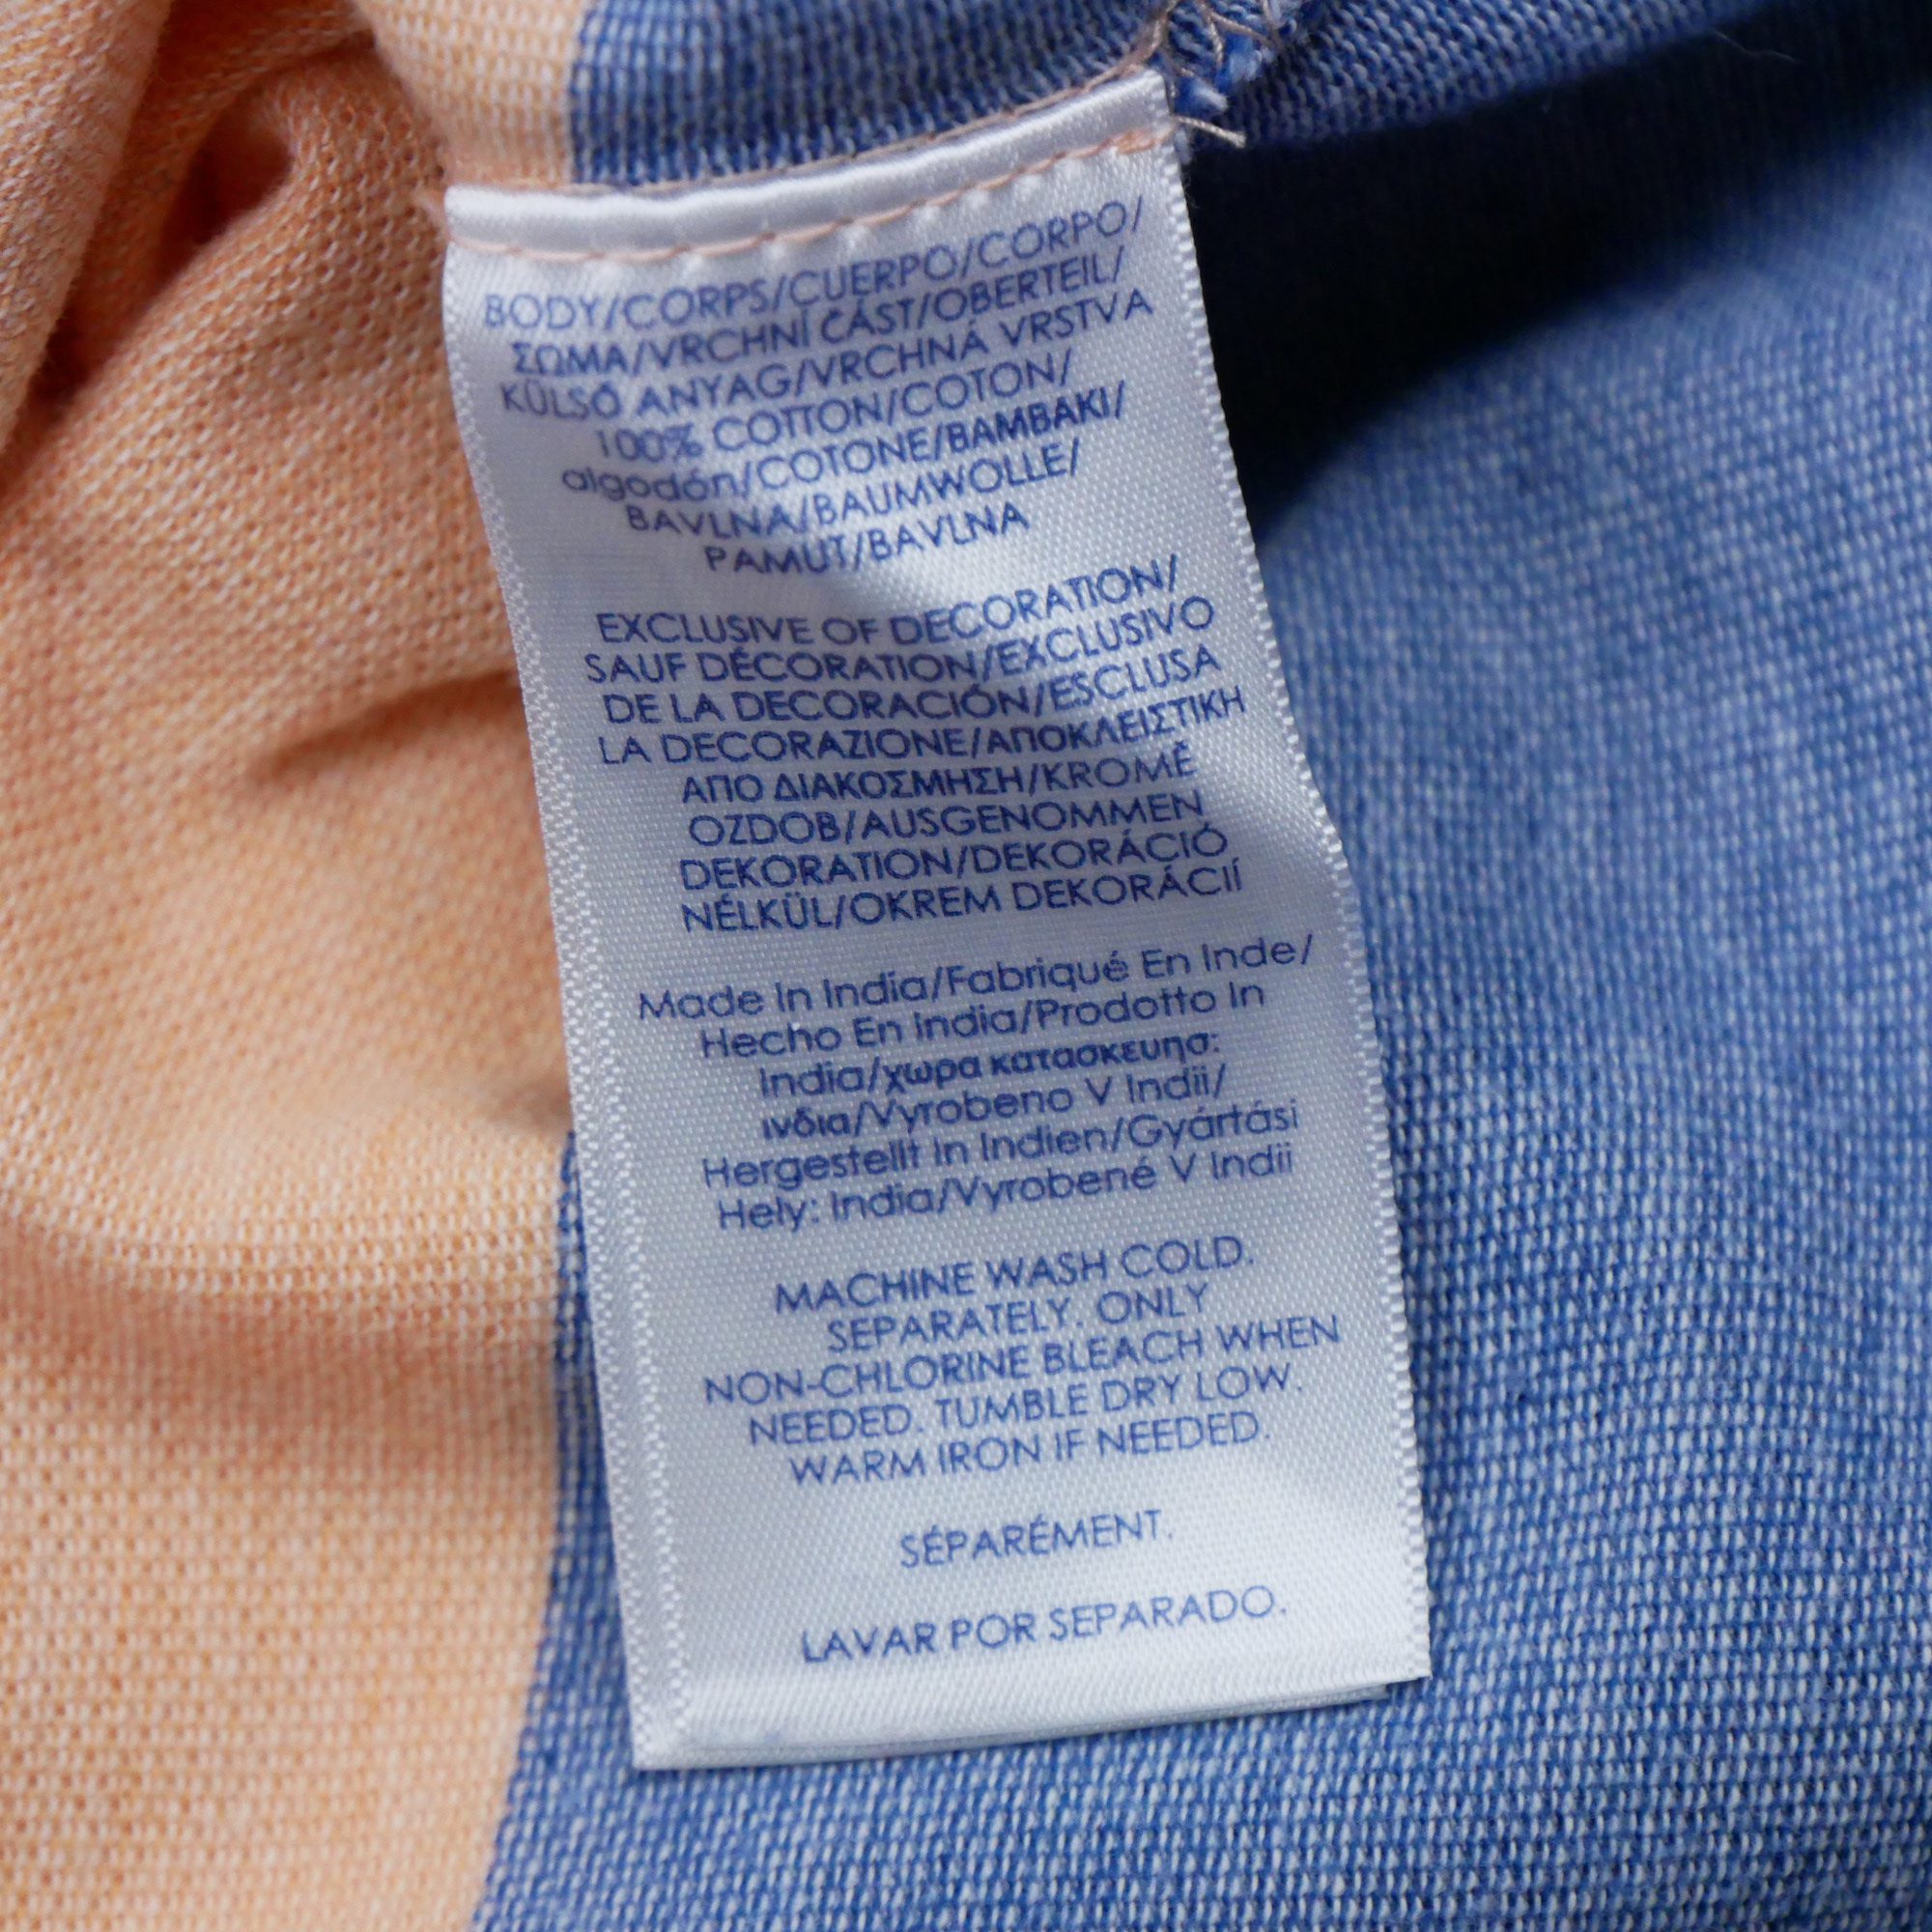 BODY/CORPS/CUERPO/CORPO/
ΣΩΜΑ/VRCHNÍ ČÁST/OBERTEIL/
KÜLSŐ ANYAG/VRCHNÁ VRSTVA
100% COTTON/COTON/
algodón/COTONE/BAMBAKI/
BAVLNA/BAUMWOLLE/
PAMUT/BAVLNA
EXCLUSIVE OF DECORATION/
SAUF DÉCORATION/EXCLUSIVO
DE LA DECORACIÓN/ESCLUSA
LA DECORAZIONE/ΑΠΟΚΛΕΙΣΤΙΚΗ
ΑΠΟ ΔΙΑΚΟΣΜΗΣΗ/KROMĚ
OZDOB/AUSGENOMMEN
DEKORATION/DEKORÁCIÓ
NÉLKÜL/OKREM DEKORÁCIÍ
Made In India/Fabriqué En Inde/
Hecho En India/Prodotto In
India/χωρα κατασκευησ:
ινδια/Vyrobeno V Indii/
Hergestellt In Indien/Gyártási
Hely: India/Vyrobené V Indii
MACHINE WASH COLD.
SEPARATELY. ONLY
NON-CHLORINE BLEACH WHEN
NEEDED. TUMBLE DRY LOW.
WARM IRON IF NEEDED.
SÉPARÉMENT.
LAVAR POR SEPARADO.